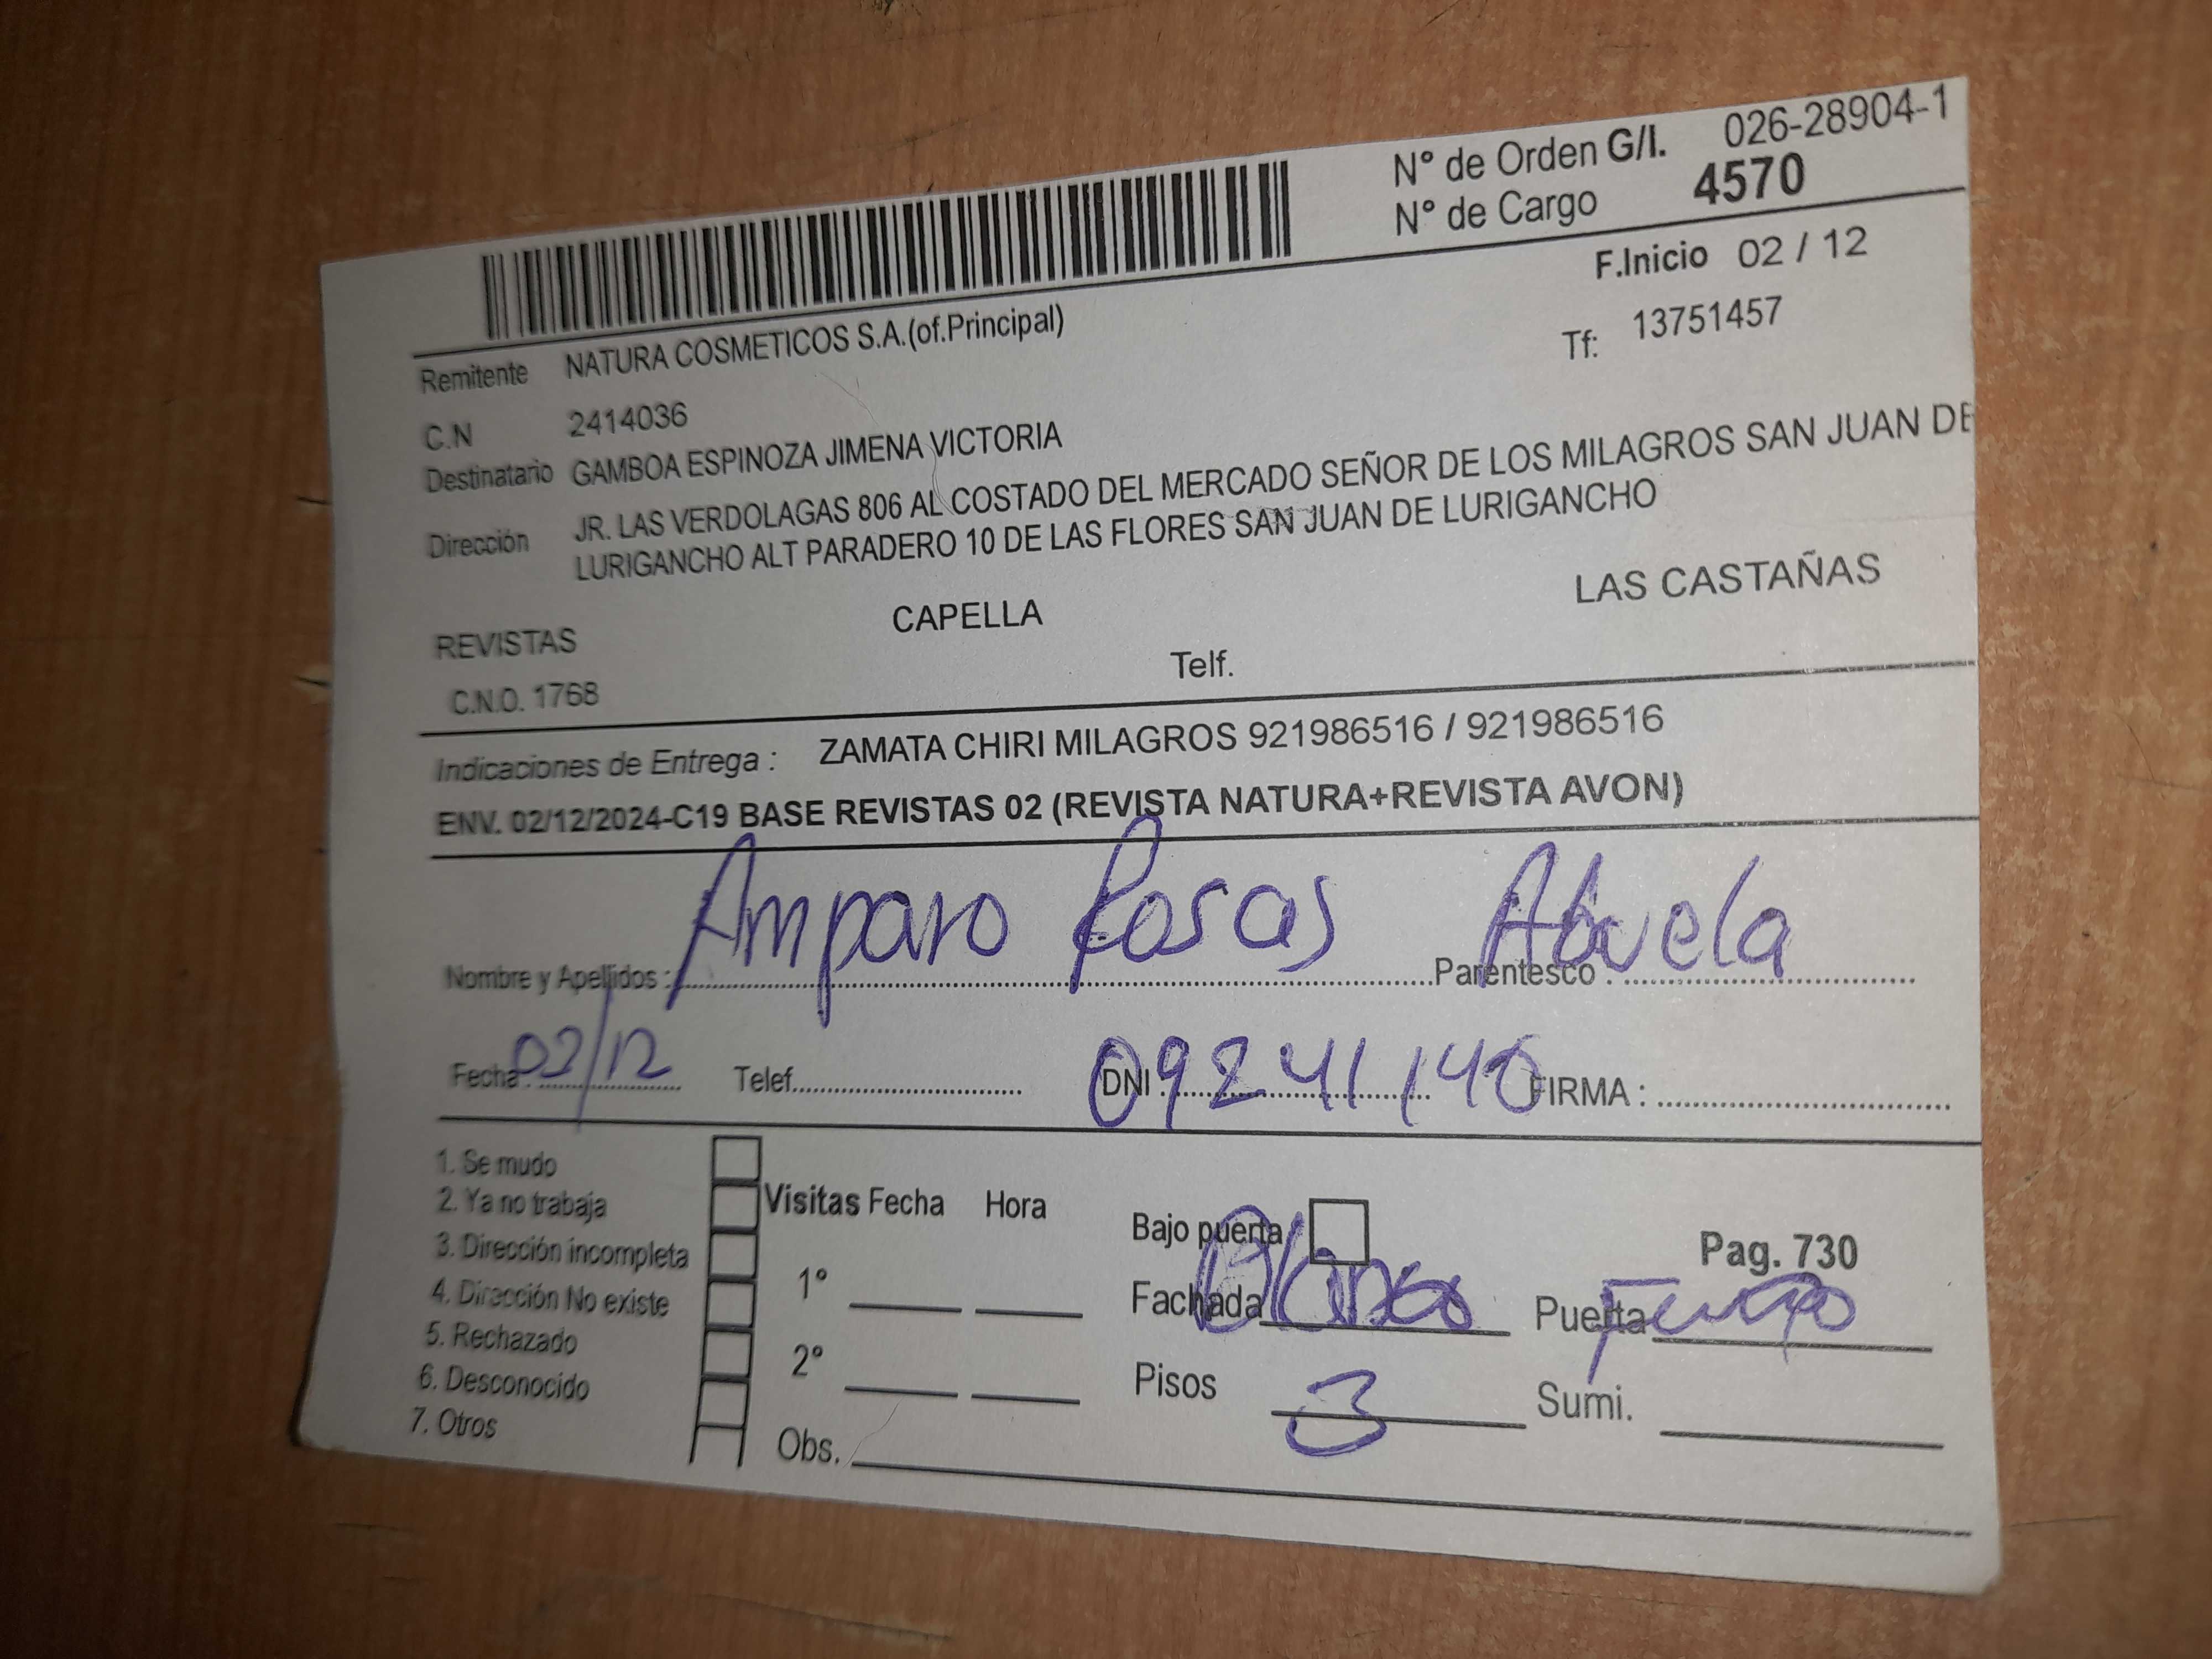 N° de Orden G/I. 026-28904-1
N° de Cargo 4570
F.Inicio 02 / 12
Remitente NATURA COSMETICOS S.A.(of.Principal) Tf: 13751457
C.N 2414036
Destinatario GAMBOA ESPINOZA JIMENA VICTORIA
Dirección JR. LAS VERDOLAGAS 806 AL COSTADO DEL MERCADO SEÑOR DE LOS MILAGROS SAN JUAN DE
LURIGANCHO ALT PARADERO 10 DE LAS FLORES SAN JUAN DE LURIGANCHO
REVISTAS CAPELLA LAS CASTAÑAS
C.N.O. 1768 Telf.
Indicaciones de Entrega : ZAMATA CHIRI MILAGROS 921986516 / 921986516
ENV. 02/12/2024-C19 BASE REVISTAS 02 (REVISTA NATURA+REVISTA AVON)
Nombre y Apellidos : Amparo Rosas Parentesco : Abuela
Fecha : 02/12 Telef. DNI : 09241140 FIRMA :
1. Se mudo
2. Ya no trabaja
3. Dirección incompleta
4. Dirección No existe
5. Rechazado
6. Desconocido
7. Otros
Visitas Fecha Hora
1°
2°
Obs.
Bajo puerta Pag. 730
Fachada Blanco Puerta
Pisos 3 Sumi.